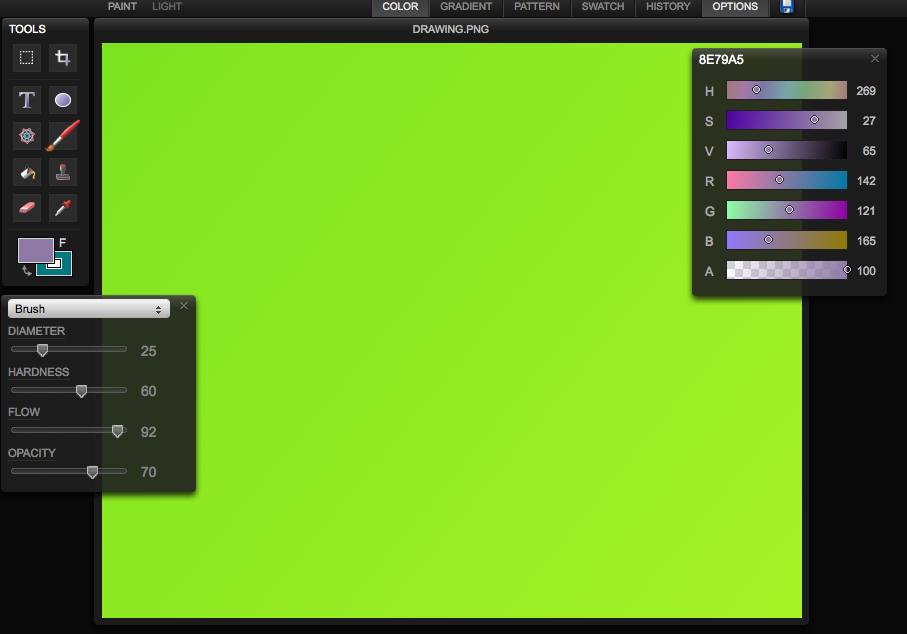 PAINT LIGHT COLOR GRADIENT PATTERN SWATCH HISTORY OPTIONS
TOOLS
DRAWING.PNG
T
F
8E79A5
H 269
S 27
V 65
R 142
G 121
B 165
A 100
Brush
DIAMETER
25
HARDNESS
60
FLOW
92
OPACITY
70